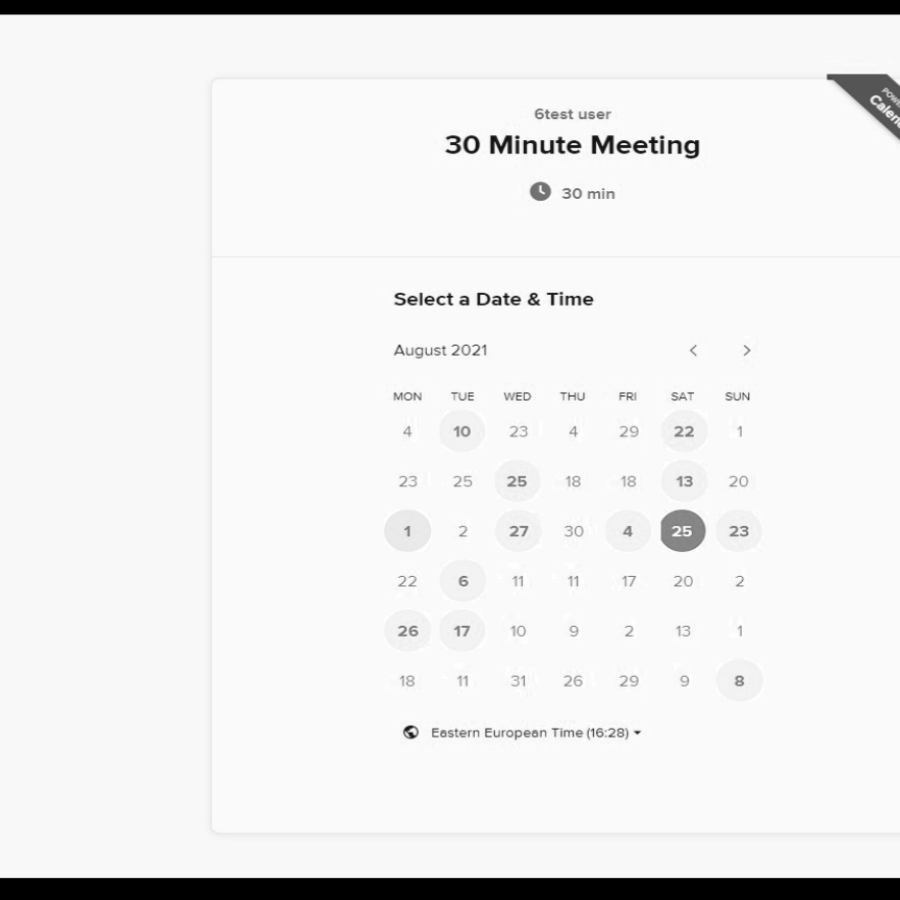 6test user
30 Minute Meeting
30 min
Select a Date & Time
August 2021
MON TUE WED THU FRI SAT SUN
4 10 23 4 29 22 1
23 25 25 18 18 13 20
1 2 27 30 4 25 23
22 6 11 11 17 20 2
26 17 10 9 2 13 1
18 11 31 26 29 9 8
Eastern European Time (16:28)